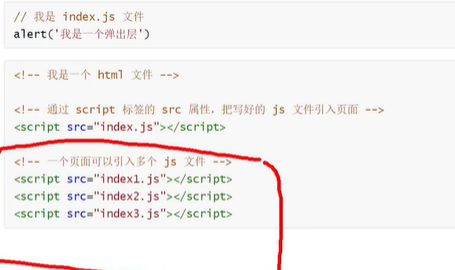 // 我是 index.js 文件
alert('我是一个弹出层')
<!-- 我是一个 html 文件 -->
<!-- 通过 script 标签的 src 属性，把写好的 js 文件引入页面 -->
<script src="index.js"></script>
<!-- 一个页面可以引入多个 js 文件 -->
<script src="index1.js"></script>
<script src="index2.js"></script>
<script src="index3.js"></script>